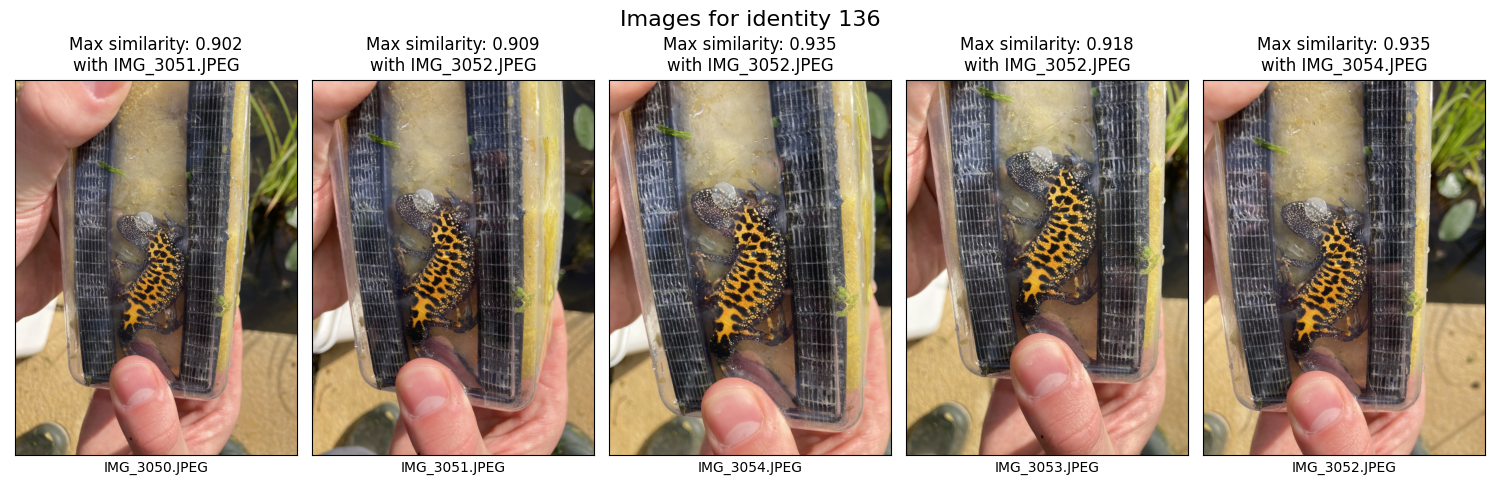 Images for identity 136
Max similarity: 0.902
with IMG_3051.JPEG
Max similarity: 0.909
with IMG_3052.JPEG
Max similarity: 0.935
with IMG_3052.JPEG
Max similarity: 0.918
with IMG_3052.JPEG
Max similarity: 0.935
with IMG_3054.JPEG
IMG_3050.JPEG
IMG_3051.JPEG
IMG_3054.JPEG
IMG_3053.JPEG
IMG_3052.JPEG